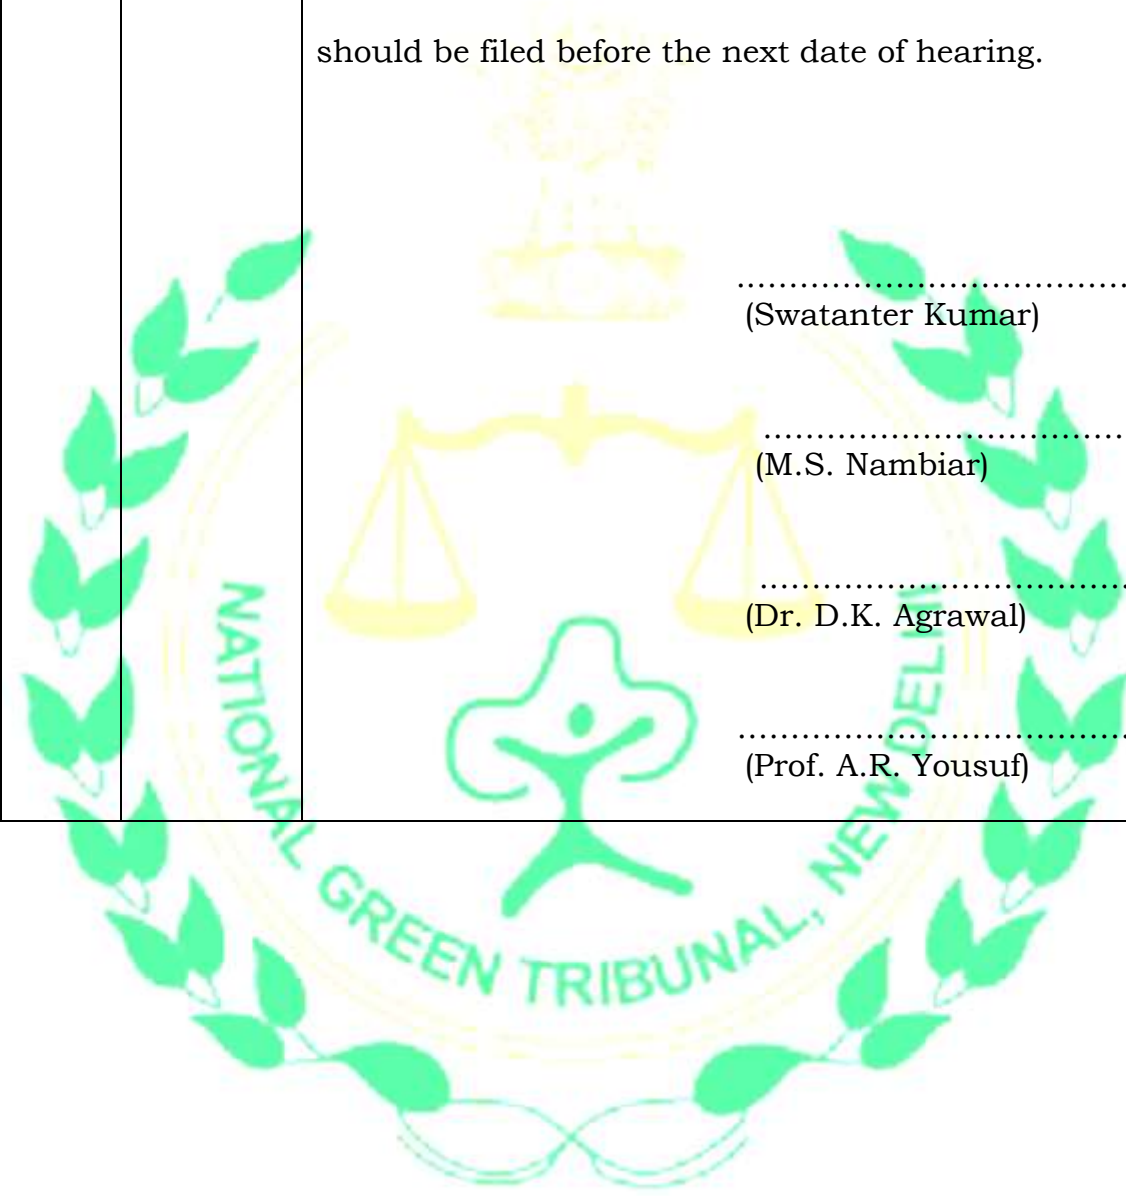 should be filed before the next date of hearing.
....................................
(Swatanter Kumar)
..................................
(M.S. Nambiar)
...................................
(Dr. D.K. Agrawal)
.....................................
(Prof. A.R. Yousuf)
NATIONAL GREEN TRIBUNAL, NEW DELHI